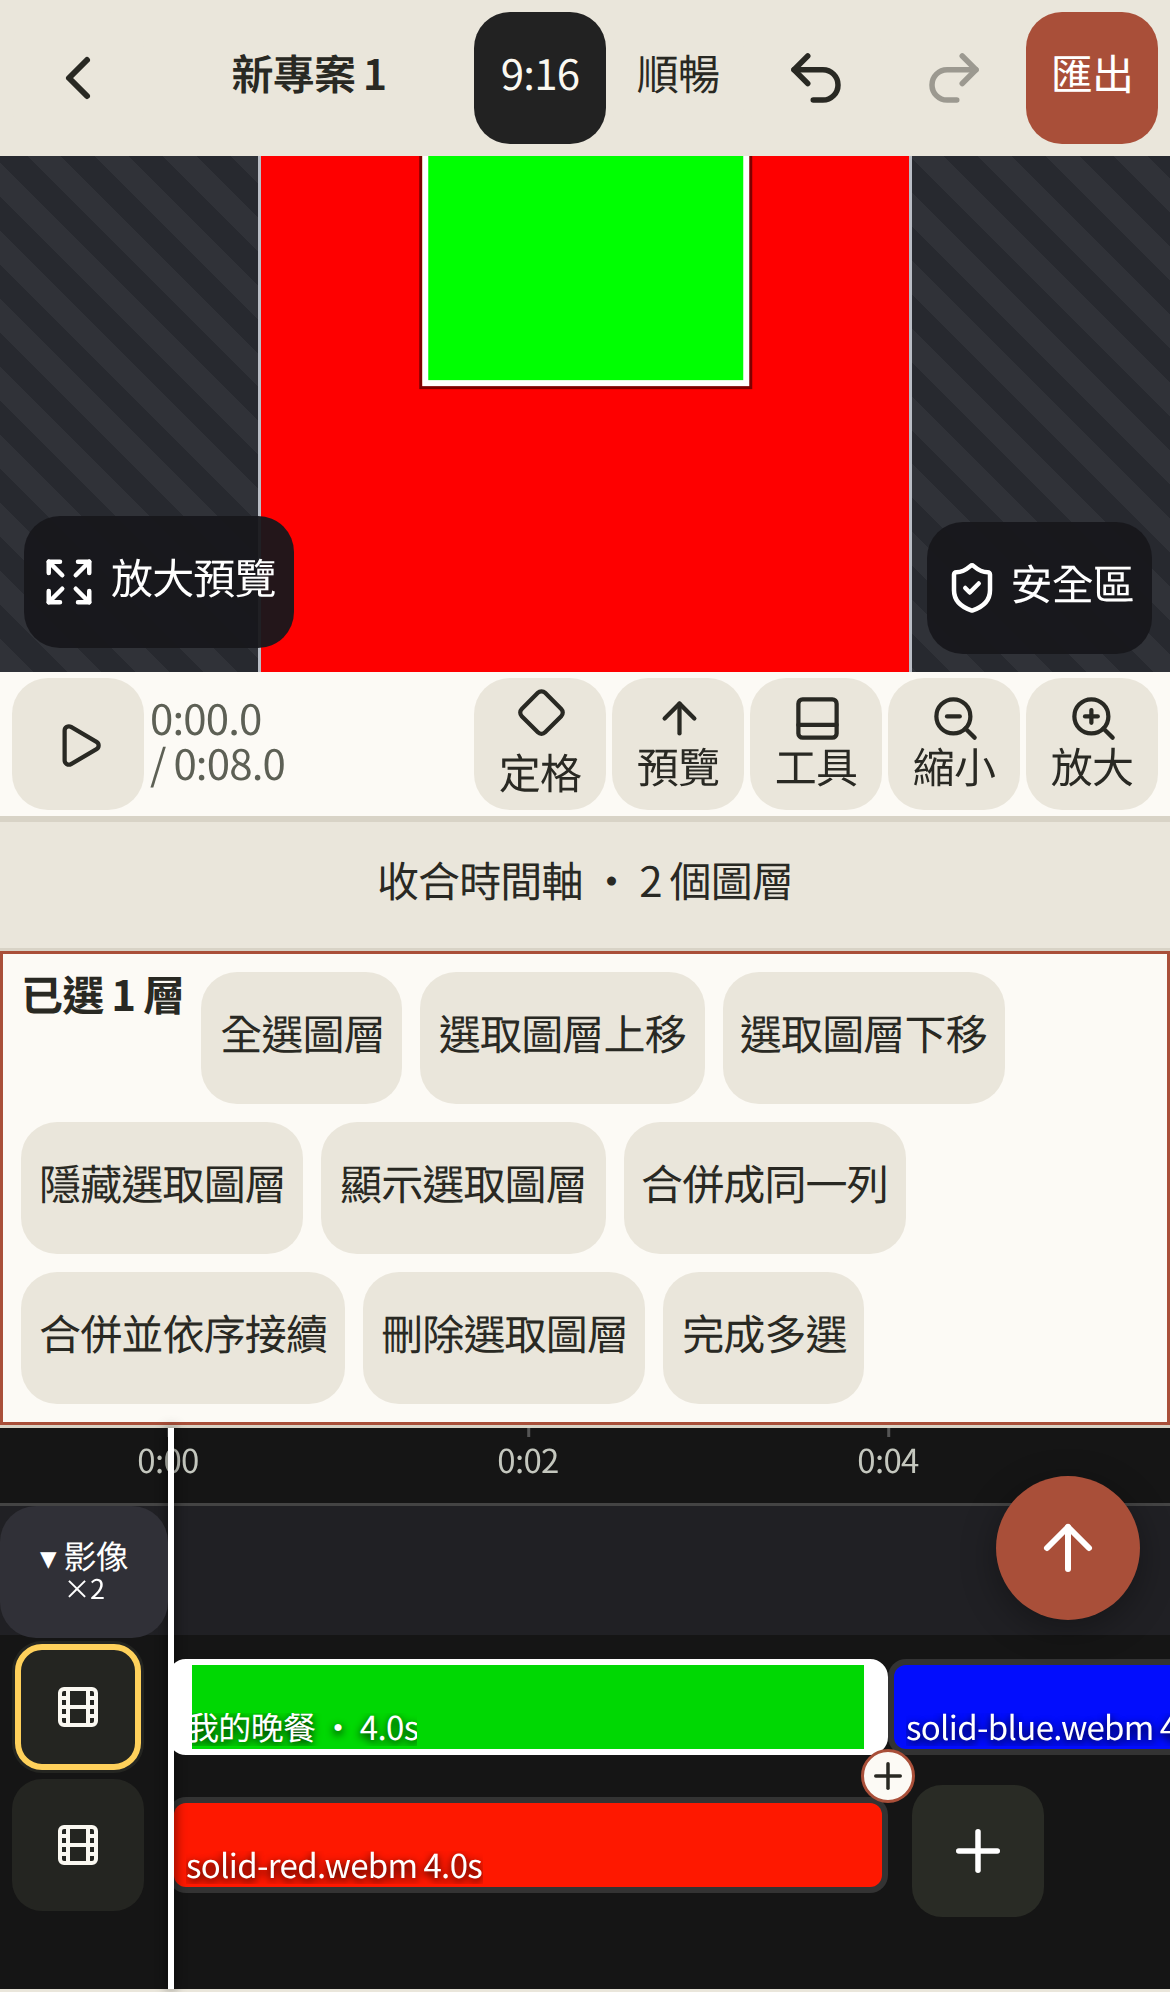 新專案 1
9:16
順暢
匯出
放大預覽
安全區
0:00.0
/ 0:08.0
定格
預覽
工具
縮小
放大
收合時間軸 · 2 個圖層
已選 1 層
全選圖層
選取圖層上移
選取圖層下移
隱藏選取圖層
顯示選取圖層
合併成同一列
合併並依序接續
刪除選取圖層
完成多選
0:00
0:02
0:04
▾ 影像
×2
我的晚餐 · 4.0s
solid-blue.webm 4
solid-red.webm 4.0s